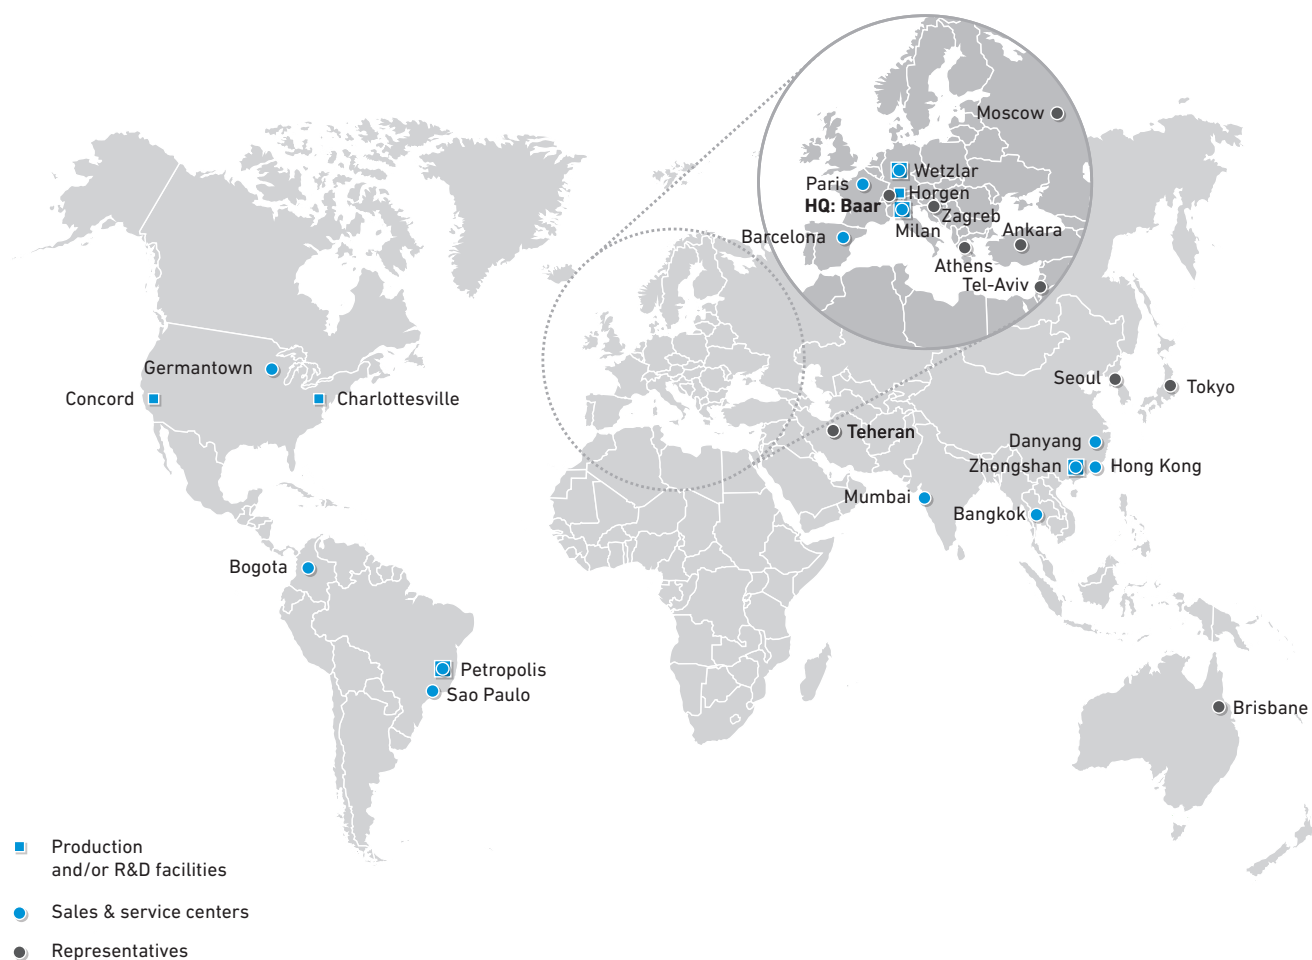 Moscow
Wetzlar
Paris
Horgen
HQ: Baar
Zagreb
Milan
Ankara
Barcelona
Athens
Tel-Aviv
Germantown
Concord
Charlottesville
Seoul
Tokyo
Teheran
Danyang
Zhongshan
Hong Kong
Mumbai
Bangkok
Bogota
Petropolis
Sao Paulo
Brisbane
Production
and/or R&D facilities
Sales & service centers
Representatives